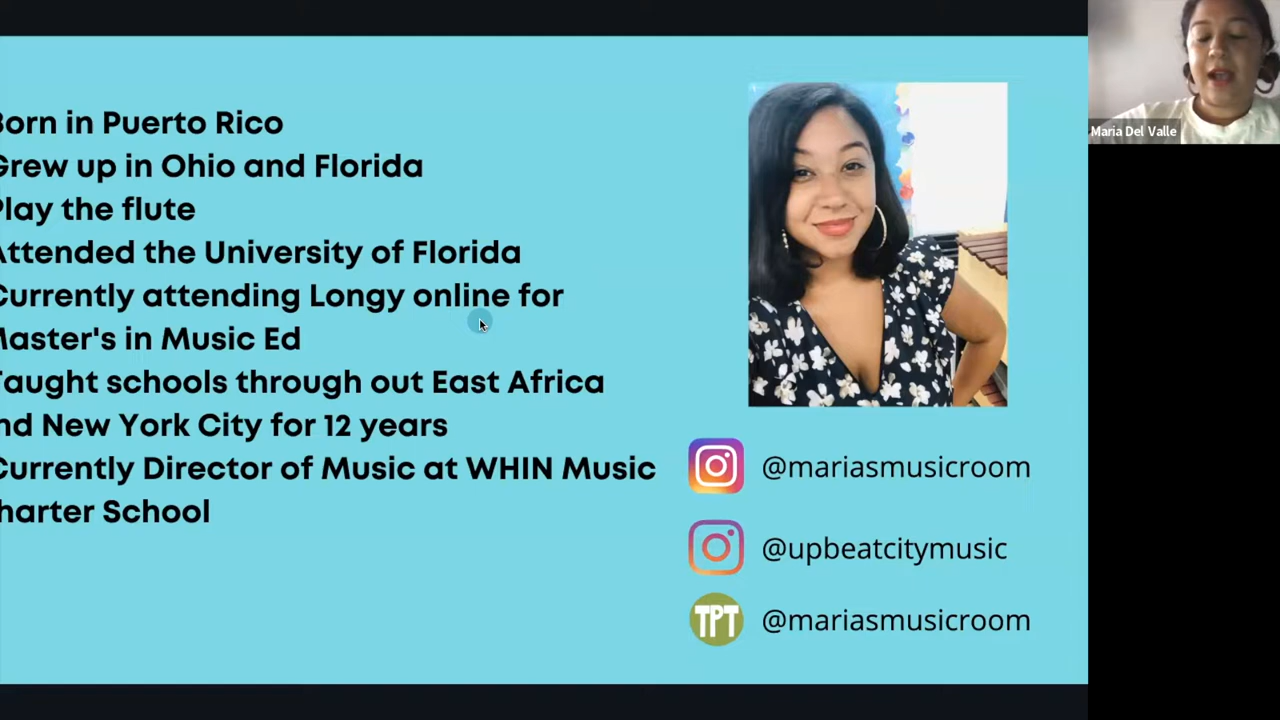 Born in Puerto Rico
Grew up in Ohio and Florida
Play the flute
Attended the University of Florida
Currently attending Longy online for
Master's in Music Ed
Taught schools through out East Africa
nd New York City for 12 years
Currently Director of Music at WHIN Music
harter School
@mariasmusicroom
@upbeatcitymusic
TPT
@mariasmusicroom
Maria Del Valle